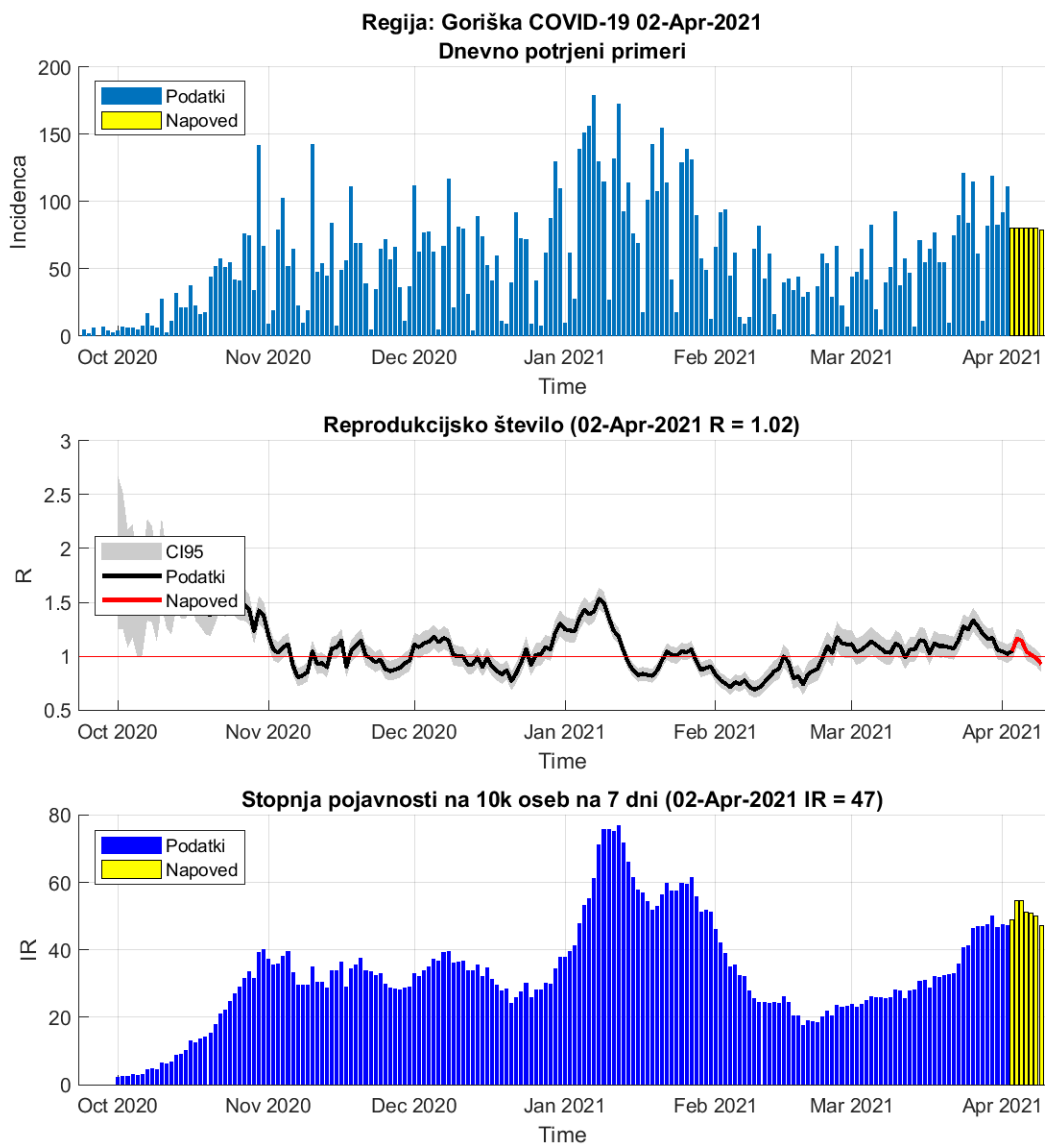 Regija: Goriška COVID-19 02-Apr-2021
Dnevno potrjeni primeri
200
150
100
50
0
Incidenca
Podatki
Napoved
Oct 2020 Nov 2020 Dec 2020 Jan 2021 Feb 2021 Mar 2021 Apr 2021
Time
Reprodukcijsko število (02-Apr-2021 R = 1.02)
3
2.5
2
1.5
1
0.5
R
CI95
Podatki
Napoved
Oct 2020 Nov 2020 Dec 2020 Jan 2021 Feb 2021 Mar 2021 Apr 2021
Time
Stopnja pojavnosti na 10k oseb na 7 dni (02-Apr-2021 IR = 47)
80
60
40
20
0
IR
Podatki
Napoved
Oct 2020 Nov 2020 Dec 2020 Jan 2021 Feb 2021 Mar 2021 Apr 2021
Time